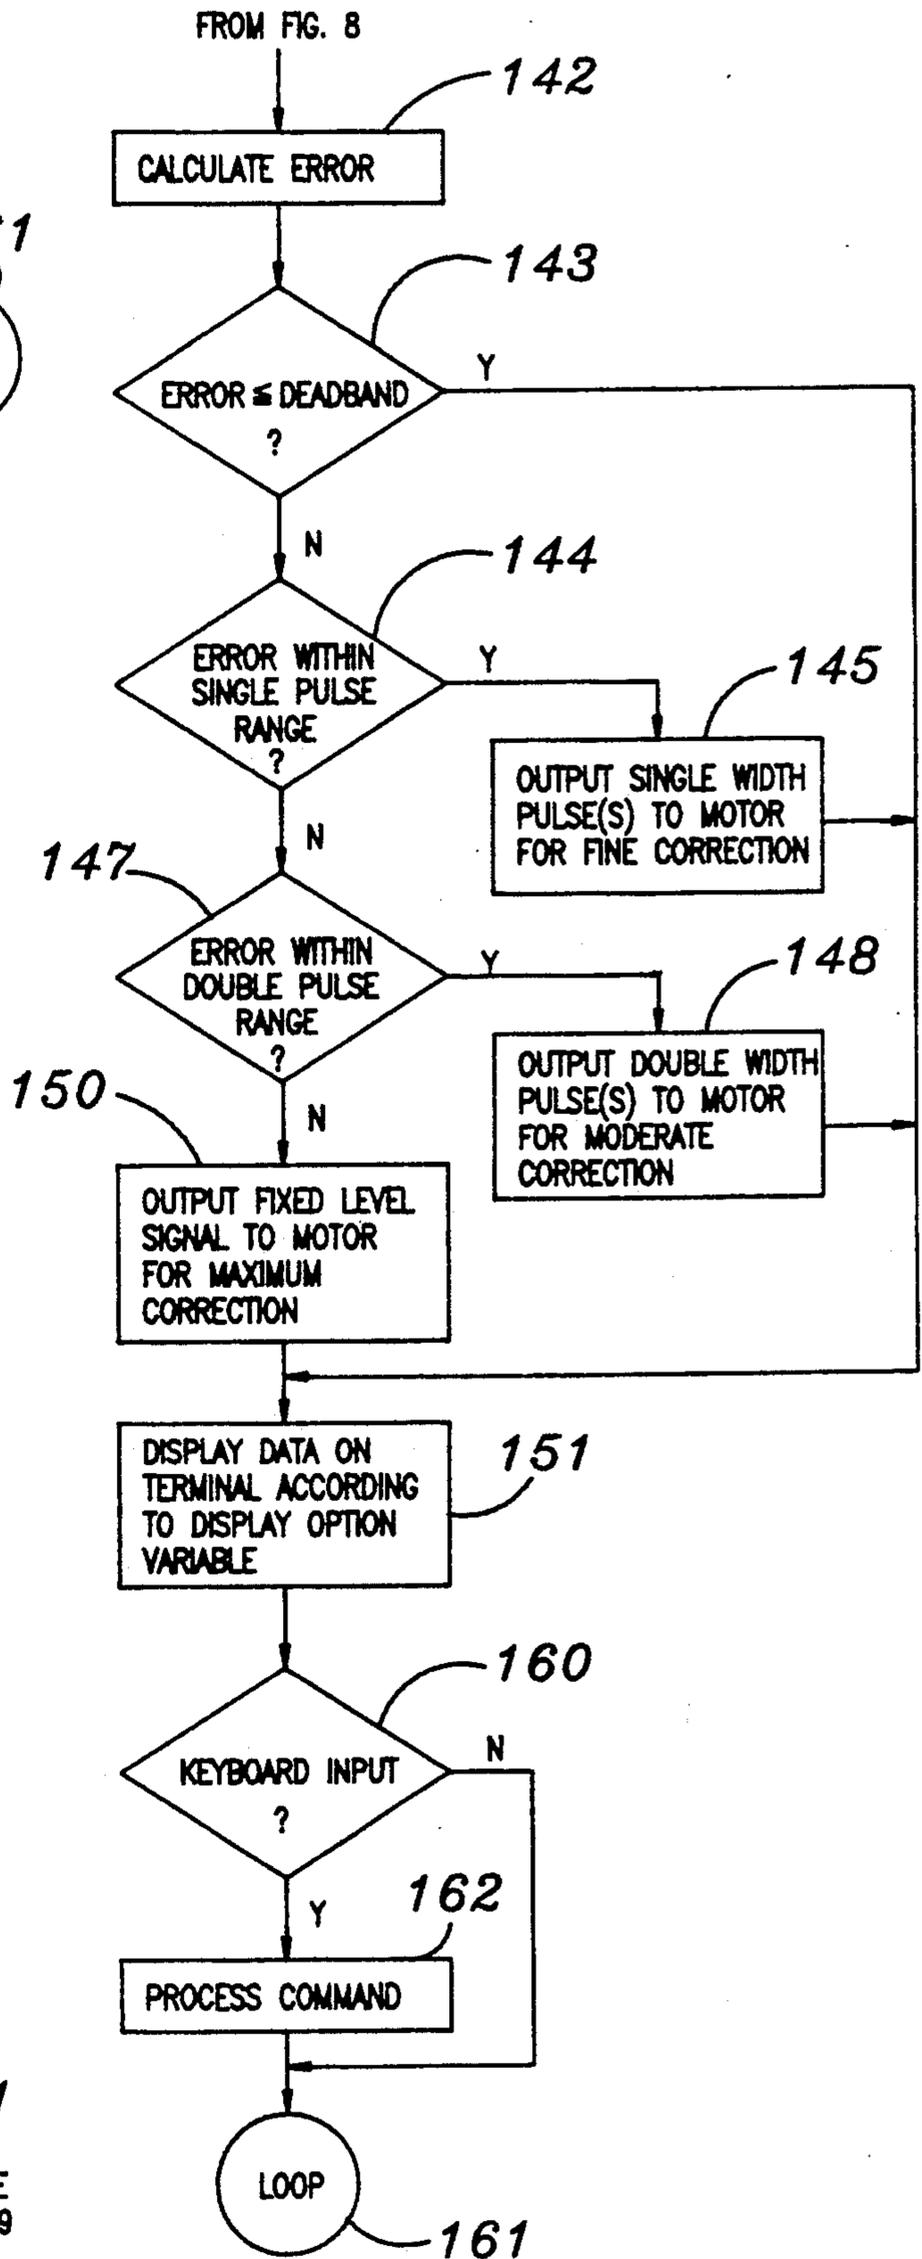 FROM FIG. 8
142
CALCULATE ERROR
143
ERROR ≦ DEADBAND
?
Y
N
144
ERROR WITHIN
SINGLE PULSE
RANGE
?
Y
145
OUTPUT SINGLE WIDTH
PULSE(S) TO MOTOR
FOR FINE CORRECTION
N
147
ERROR WITHIN
DOUBLE PULSE
RANGE
?
Y
148
OUTPUT DOUBLE WIDTH
PULSE(S) TO MOTOR
FOR MODERATE
CORRECTION
N
150
OUTPUT FIXED LEVEL
SIGNAL TO MOTOR
FOR MAXIMUM
CORRECTION
151
DISPLAY DATA ON
TERMINAL ACCORDING
TO DISPLAY OPTION
VARIABLE
160
KEYBOARD INPUT
?
N
Y
162
PROCESS COMMAND
LOOP
161